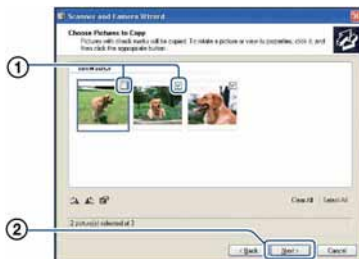 Scanner and Camera Wizard
Choose Pictures to Copy
Pictures with check marks will be copied. To rotate a picture or view its properties, click it, and
then click the appropriate button.
1
Clear All Select All
2 picture(s) selected of 3
2
< Back Next > Cancel